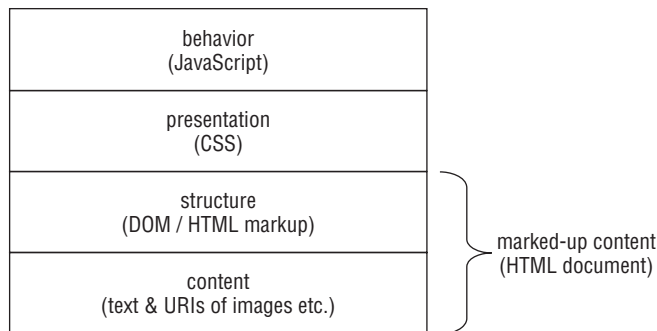 behavior
(JavaScript)
presentation
(CSS)
structure
(DOM / HTML markup)
marked-up content
(HTML document)
content
(text & URIs of images etc.)